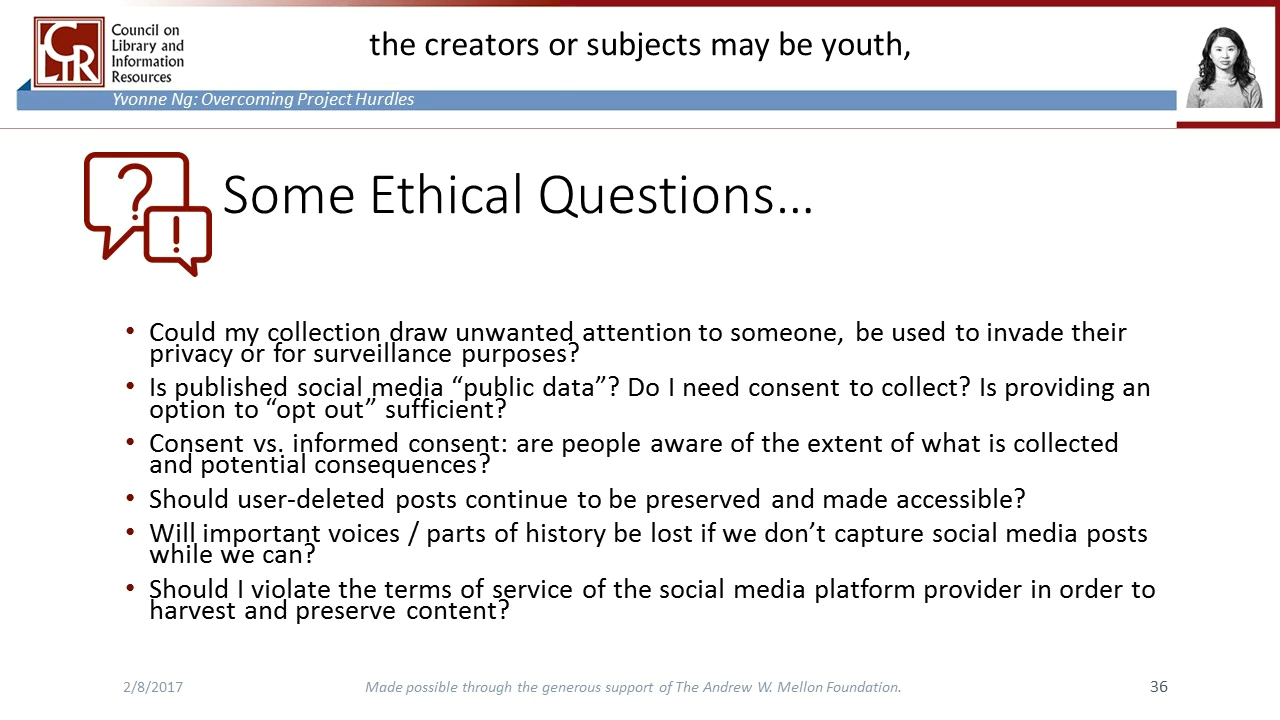 Council on
Library and
Information
Resources
the creators or subjects may be youth,
Yvonne Ng: Overcoming Project Hurdles
Some Ethical Questions...
• Could my collection draw unwanted attention to someone, be used to invade their
privacy or for surveillance purposes?
• Is published social media “public data”? Do I need consent to collect? Is providing an
option to “opt out” sufficient?
• Consent vs. informed consent: are people aware of the extent of what is collected
and potential consequences?
• Should user-deleted posts continue to be preserved and made accessible?
• Will important voices / parts of history be lost if we don’t capture social media posts
while we can?
• Should I violate the terms of service of the social media platform provider in order to
harvest and preserve content?
2/8/2017
Made possible through the generous support of The Andrew W. Mellon Foundation.
36